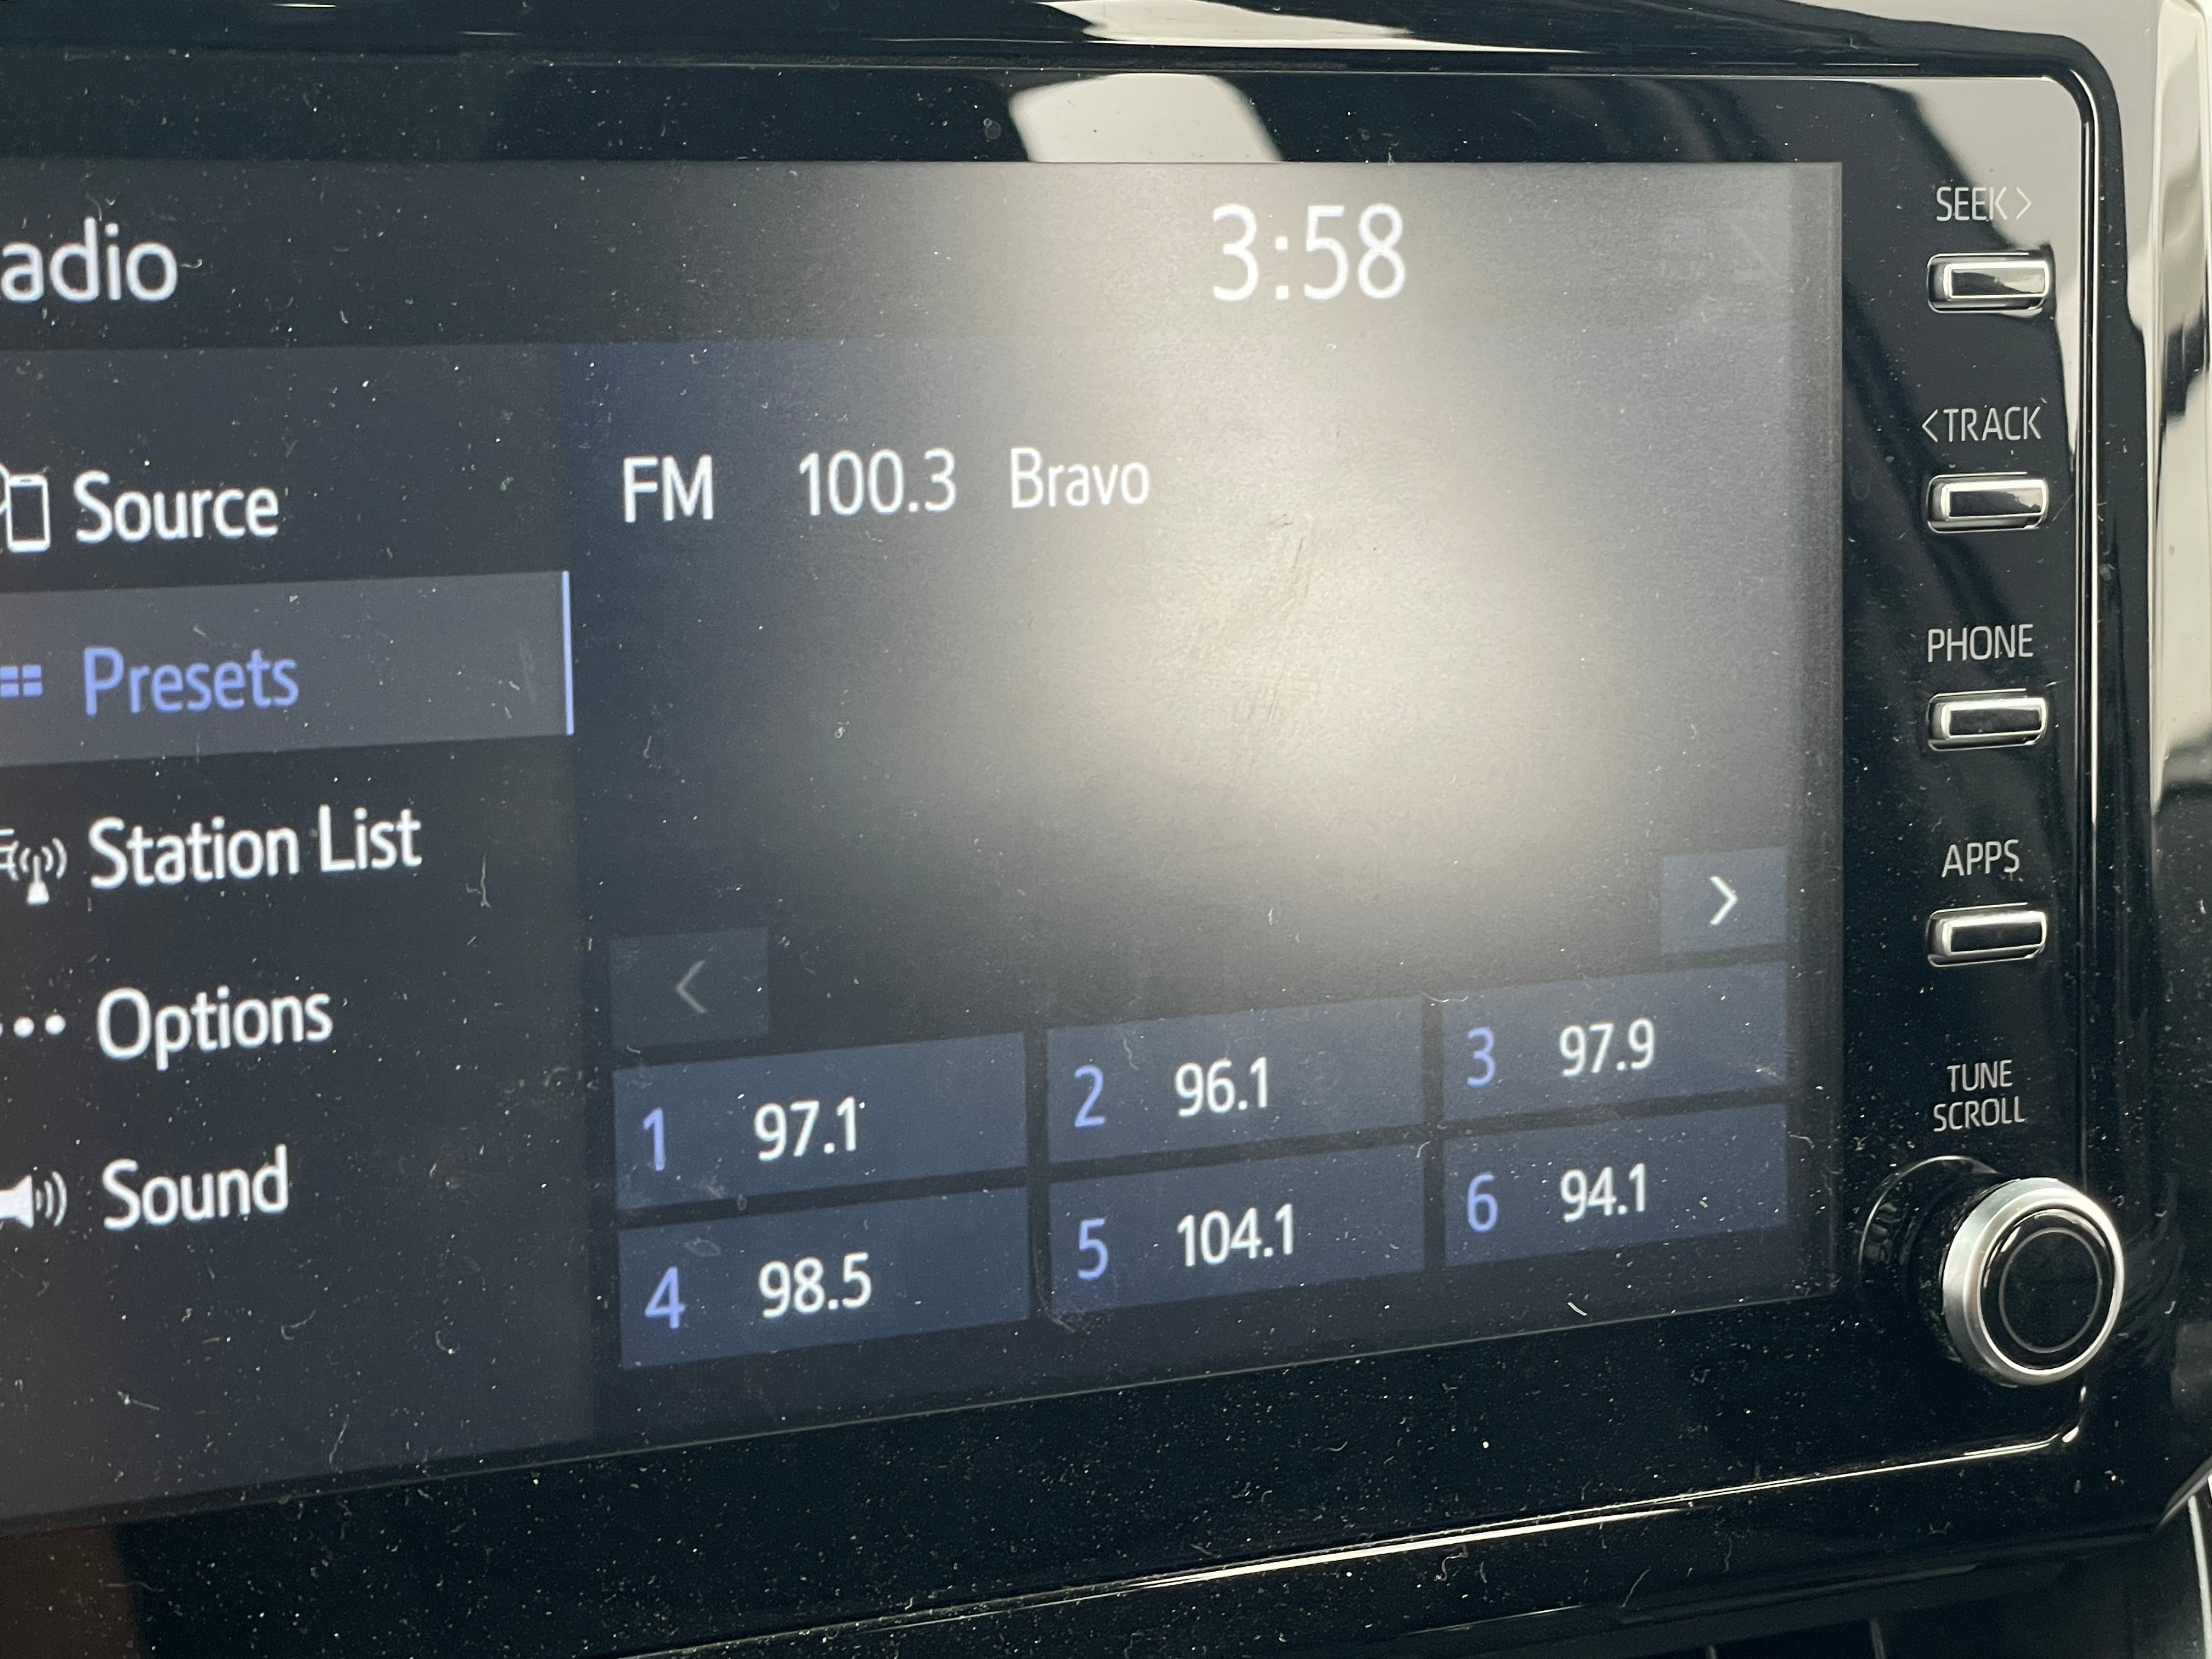 adio
3:58
Source
Presets
Station List
Options
Sound
FM 100.3 Bravo
<
>
1 97.1
2 96.1
3 97.9
4 98.5
5 104.1
6 94.1
SEEK >
< TRACK
PHONE
APPS
TUNE
SCROLL